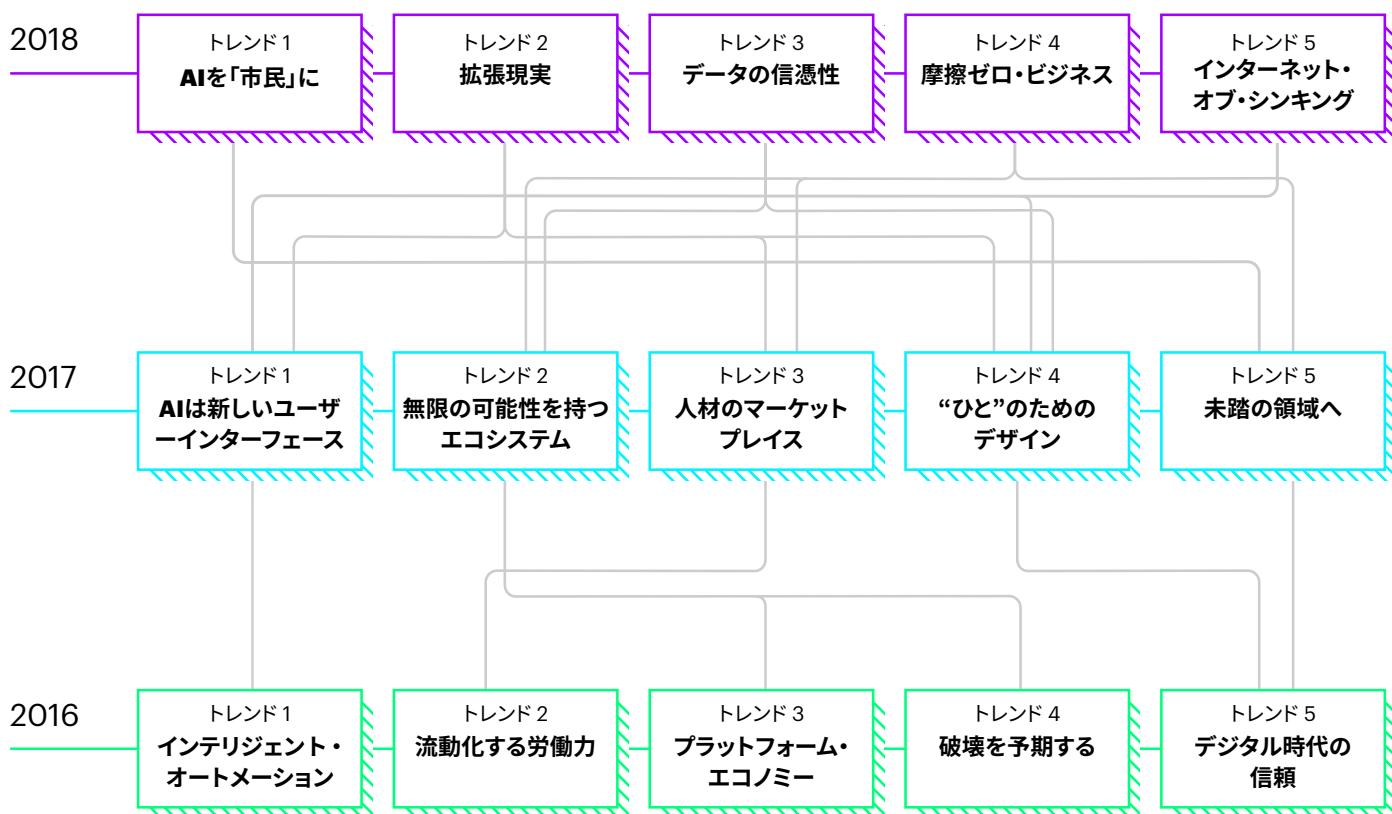 2018
トレンド 1
AIを「市民」に
トレンド 2
拡張現実
トレンド 3
データの信憑性
トレンド 4
摩擦ゼロ・ビジネス
トレンド 5
インターネット・
オブ・シンキング
2017
トレンド 1
AIは新しいユーザ
ーインターフェース
トレンド 2
無限の可能性を持つ
エコシステム
トレンド 3
人材のマーケット
プレイス
トレンド 4
“ひと”のための
デザイン
トレンド 5
未踏の領域へ
2016
トレンド 1
インテリジェント・
オートメーション
トレンド 2
流動化する労働力
トレンド 3
プラットフォーム・
エコノミー
トレンド 4
破壊を予期する
トレンド 5
デジタル時代の
信頼